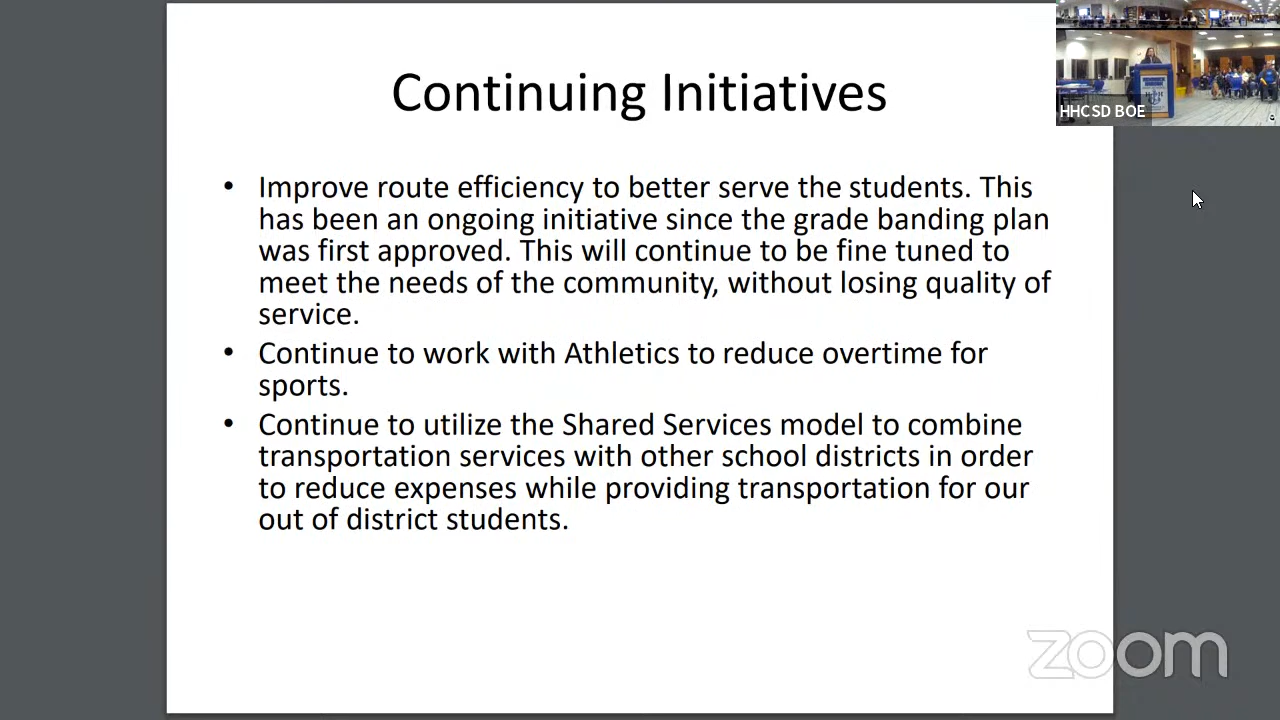 Continuing Initiatives
HHCSD BOE
• Improve route efficiency to better serve the students. This
has been an ongoing initiative since the grade banding plan
was first approved. This will continue to be fine tuned to
meet the needs of the community, without losing quality of
service.
• Continue to work with Athletics to reduce overtime for
sports.
• Continue to utilize the Shared Services model to combine
transportation services with other school districts in order
to reduce expenses while providing transportation for our
out of district students.
zoom